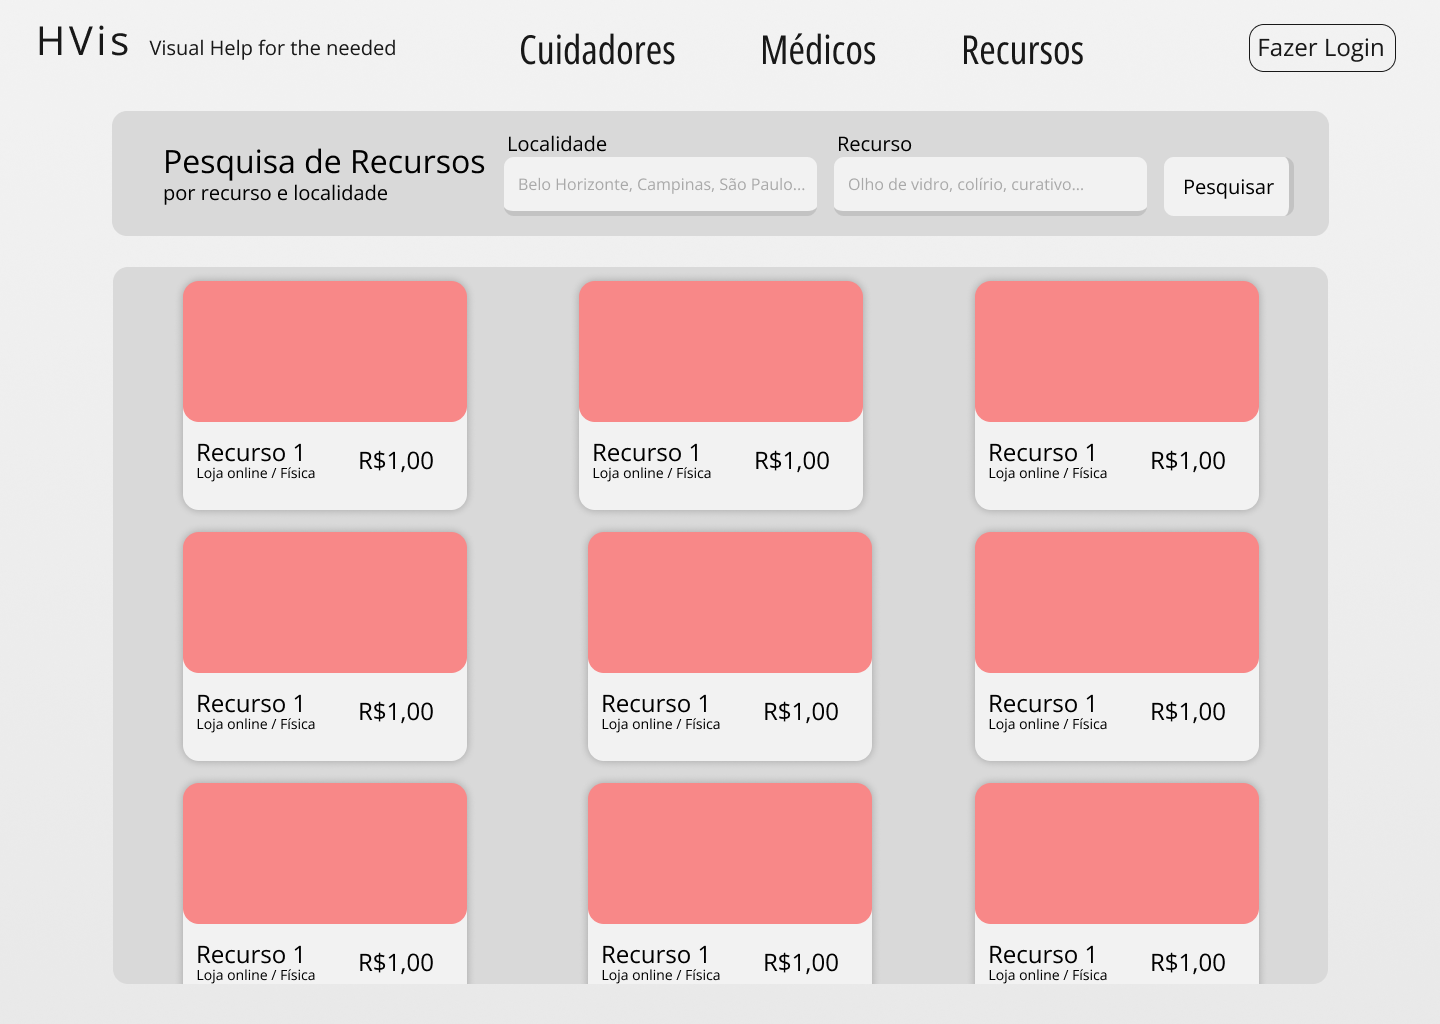 HVis Visual Help for the needed
Cuidadores Médicos Recursos
Fazer Login
Pesquisa de Recursos
por recurso e localidade
Localidade
Belo Horizonte, Campinas, São Paulo...
Recurso
Olho de vidro, colírio, curativo...
Pesquisar
Recurso 1
Loja online / Física
R$1,00
Recurso 1
Loja online / Física
R$1,00
Recurso 1
Loja online / Física
R$1,00
Recurso 1
Loja online / Física
R$1,00
Recurso 1
Loja online / Física
R$1,00
Recurso 1
Loja online / Física
R$1,00
Recurso 1
Loja online / Física
R$1,00
Recurso 1
Loja online / Física
R$1,00
Recurso 1
Loja online / Física
R$1,00